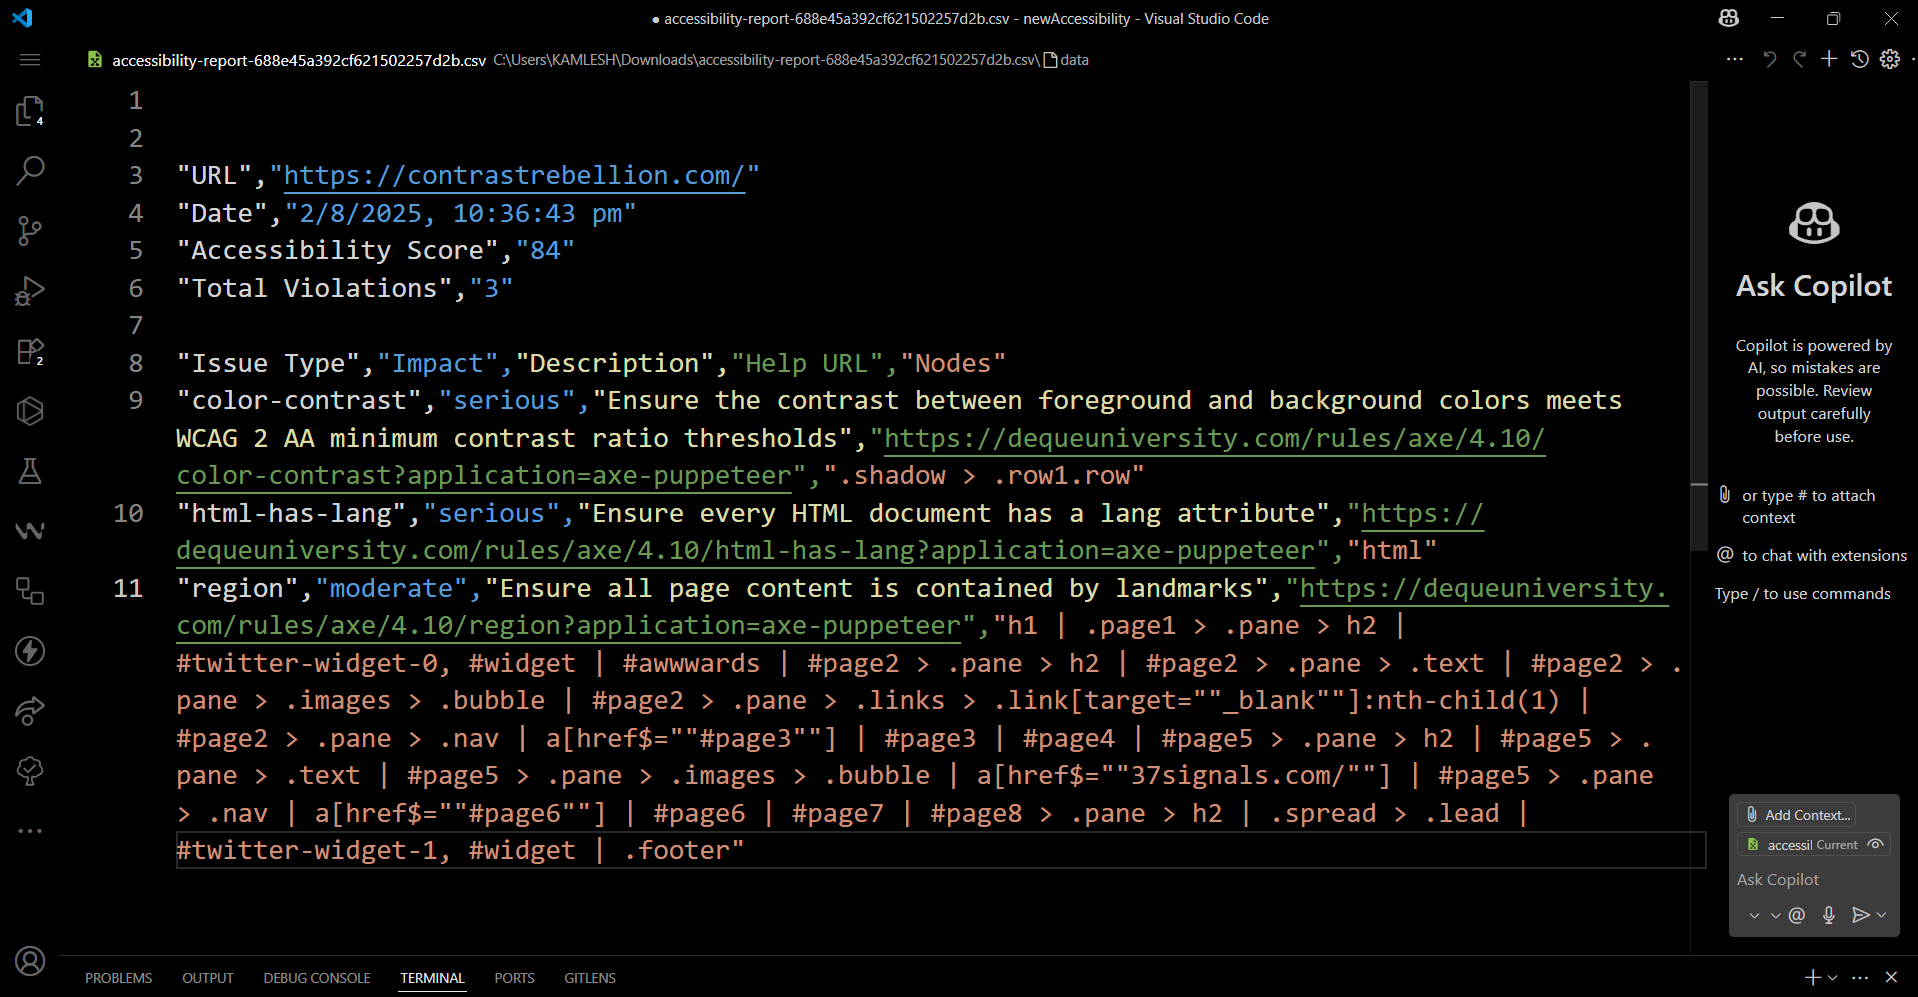 ● accessibility-report-688e45a392cf621502257d2b.csv - newAccessibility - Visual Studio Code
accessibility-report-688e45a392cf621502257d2b.csv C:\Users\KAMLESH\Downloads\accessibility-report-688e45a392cf621502257d2b.csv\ data
1
2
3 "URL","https://contrastrebellion.com/"
4 "Date","2/8/2025, 10:36:43 pm"
5 "Accessibility Score","84"
6 "Total Violations","3"
7
8 "Issue Type","Impact","Description","Help URL","Nodes"
9 "color-contrast","serious","Ensure the contrast between foreground and background colors meets
WCAG 2 AA minimum contrast ratio thresholds","https://dequeuniversity.com/rules/axe/4.10/
color-contrast?application=axe-puppeteer",".shadow > .row1.row"
10 "html-has-lang","serious","Ensure every HTML document has a lang attribute","https://
dequeuniversity.com/rules/axe/4.10/html-has-lang?application=axe-puppeteer","html"
11 "region","moderate","Ensure all page content is contained by landmarks","https://dequeuniversity.
com/rules/axe/4.10/region?application=axe-puppeteer","h1 | .page1 > .pane > h2 |
#twitter-widget-0, #widget | #awwwards | #page2 > .pane > h2 | #page2 > .pane > .text | #page2 > .
pane > .images > .bubble | #page2 > .pane > .links > .link[target=""_blank""]:nth-child(1) |
#page2 > .pane > .nav | a[href$=""#page3""] | #page3 | #page4 | #page5 > .pane > h2 | #page5 > .
pane > .text | #page5 > .pane > .images > .bubble | a[href$=""37signals.com/""] | #page5 > .pane
> .nav | a[href$=""#page6""] | #page6 | #page7 | #page8 > .pane > h2 | .spread > .lead |
#twitter-widget-1, #widget | .footer"
4
2
Ask Copilot
Copilot is powered by
AI, so mistakes are
possible. Review
output carefully
before use.
or type # to attach
context
@ to chat with extensions
Type / to use commands
Add Context...
accessil Current
Ask Copilot
@
PROBLEMS OUTPUT DEBUG CONSOLE TERMINAL PORTS GITLENS